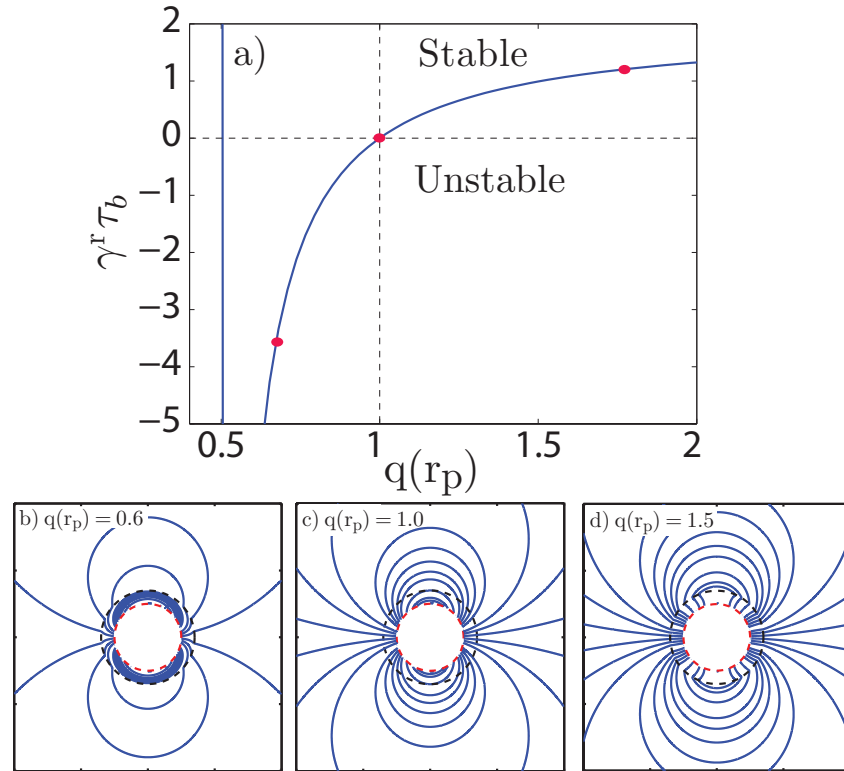 a)
Stable
Unstable
2
1
0
−1
−2
−3
−4
−5
γʳτ_b
0.5
1
1.5
2
q(r_p)
b) q(r_p) = 0.6
c) q(r_p) = 1.0
d) q(r_p) = 1.5